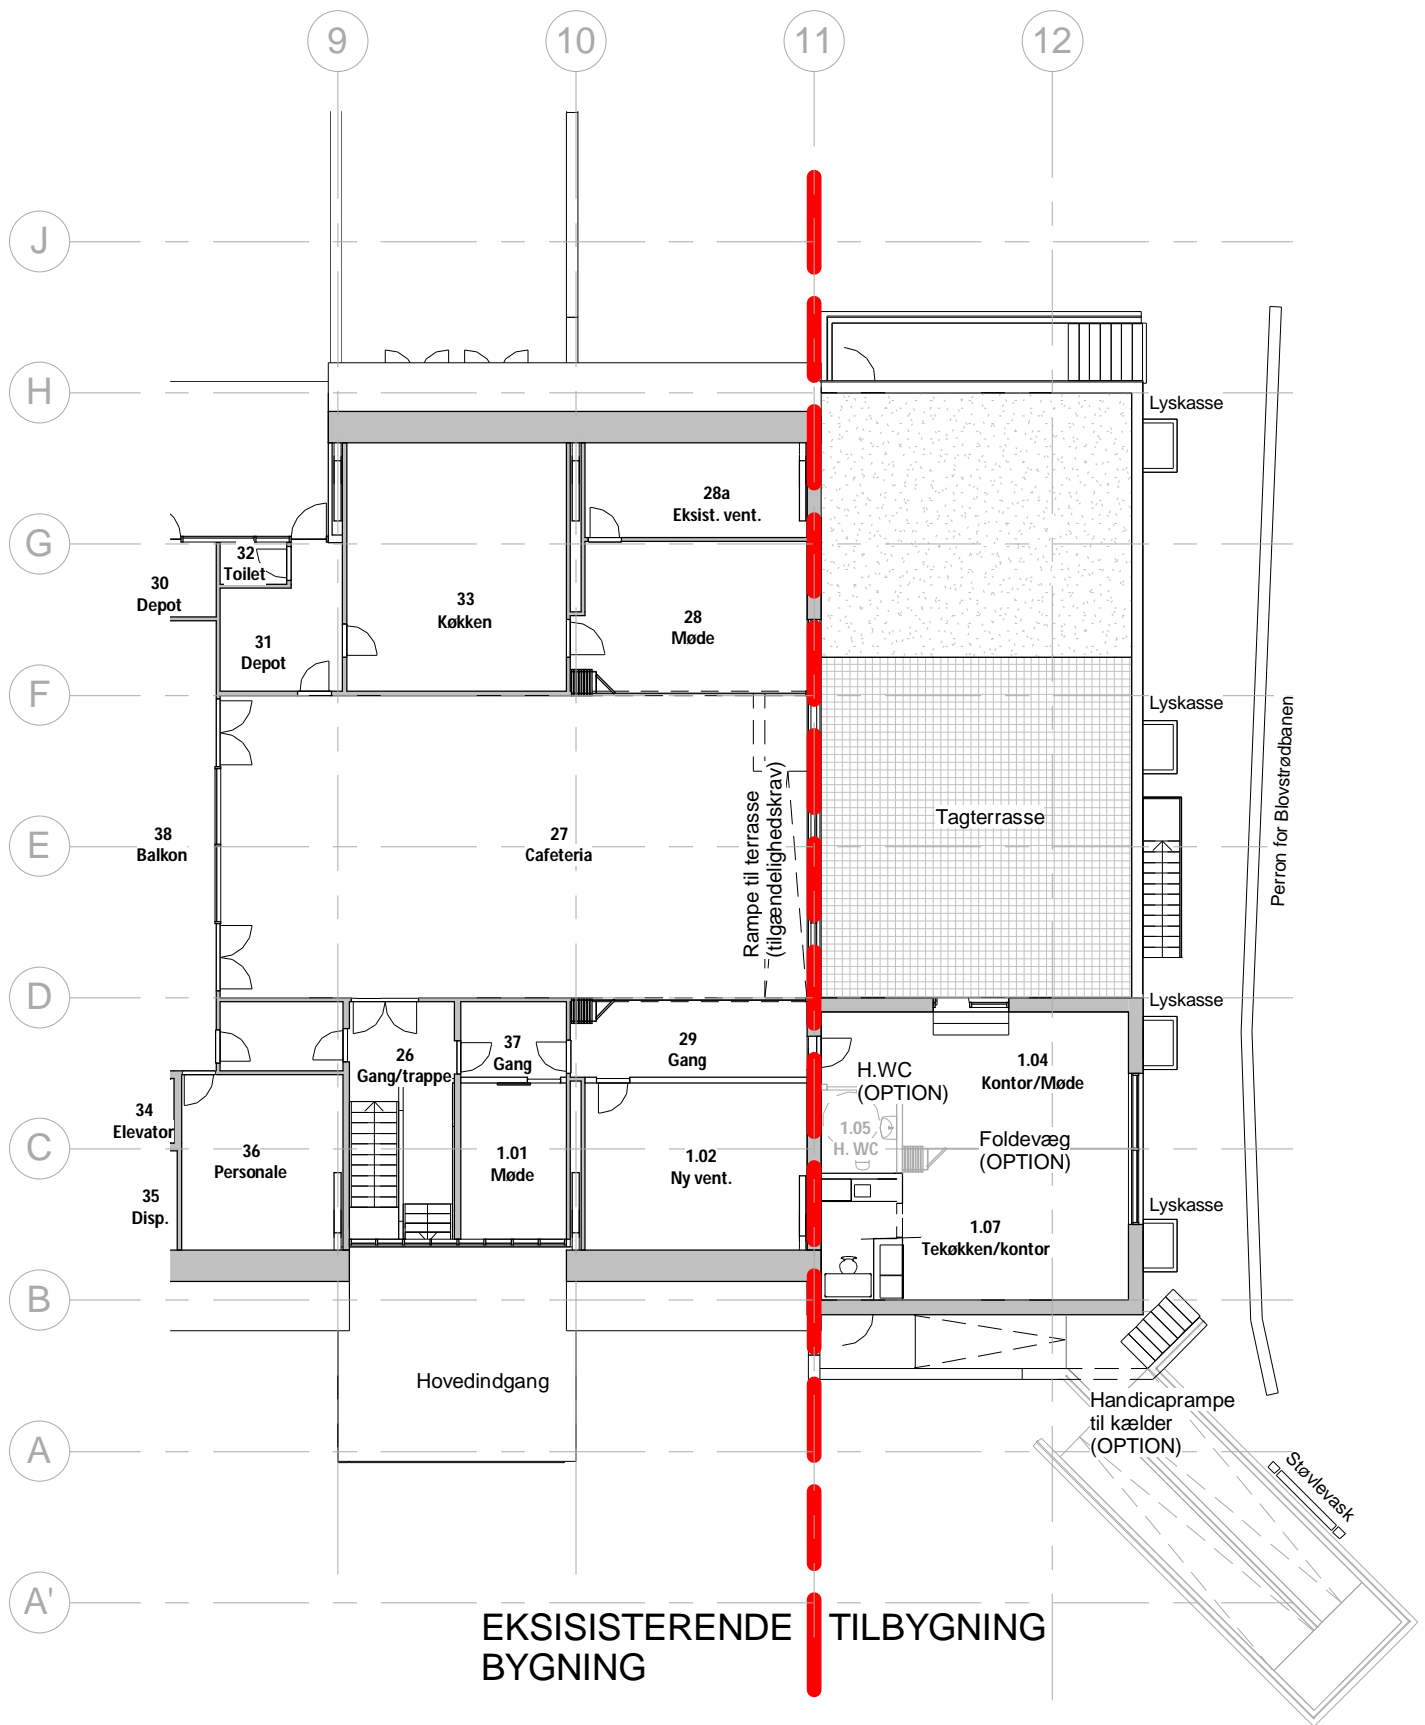 9
10
11
12
J
H
G
F
E
D
C
B
A
A'
Lyskasse
28a
Eksist. vent.
32
Toilet
30
Depot
33
Køkken
28
Møde
31
Depot
Lyskasse
Perron for Blovstrødbanen
Rampe til terrasse
(tilgændelighedskrav)
Tagterrasse
38
Balkon
27
Cafeteria
Lyskasse
26
Gang/trappe
37
Gang
29
Gang
H.WC
(OPTION)
1.04
Kontor/Møde
34
Elevator
36
Personale
1.01
Møde
1.02
Ny vent.
1.05
H. WC
Foldevæg
(OPTION)
35
Disp.
Lyskasse
1.07
Tekøkken/kontor
Hovedindgang
Handicaprampe
til kælder
(OPTION)
Støvlevask
EKSISISTERENDE
BYGNING
TILBYGNING